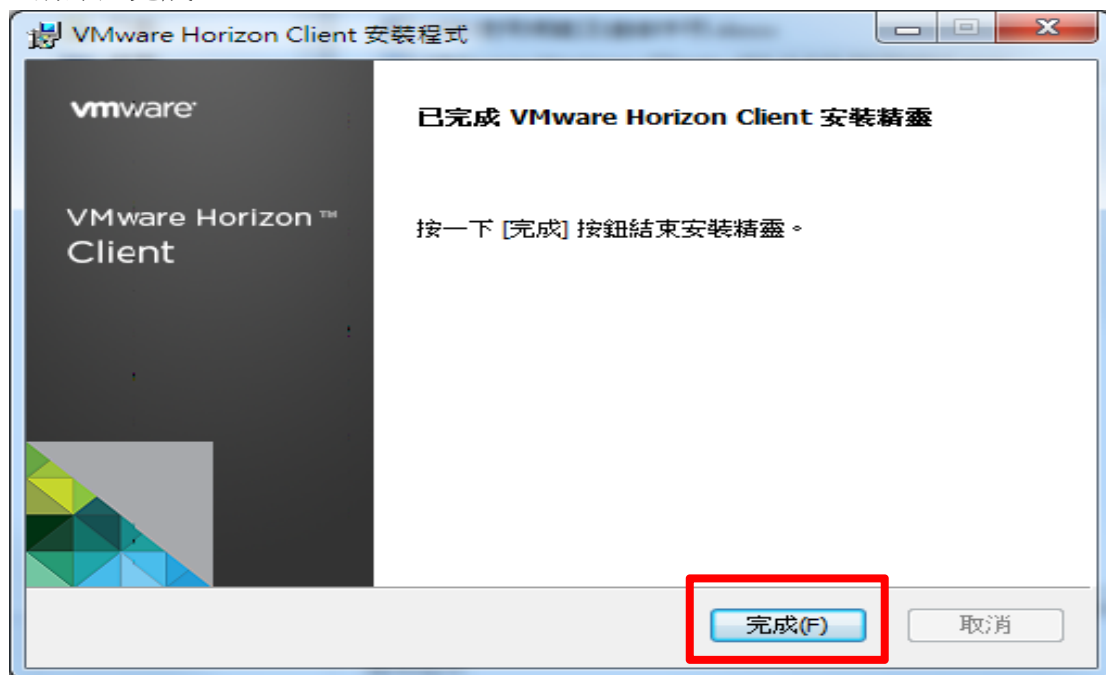 VMware Horizon Client 安裝程式
vmware
已完成 VMware Horizon Client 安裝精靈
VMware Horizon™
Client
按一下 [完成] 按鈕結束安裝精靈。
完成(F)
取消